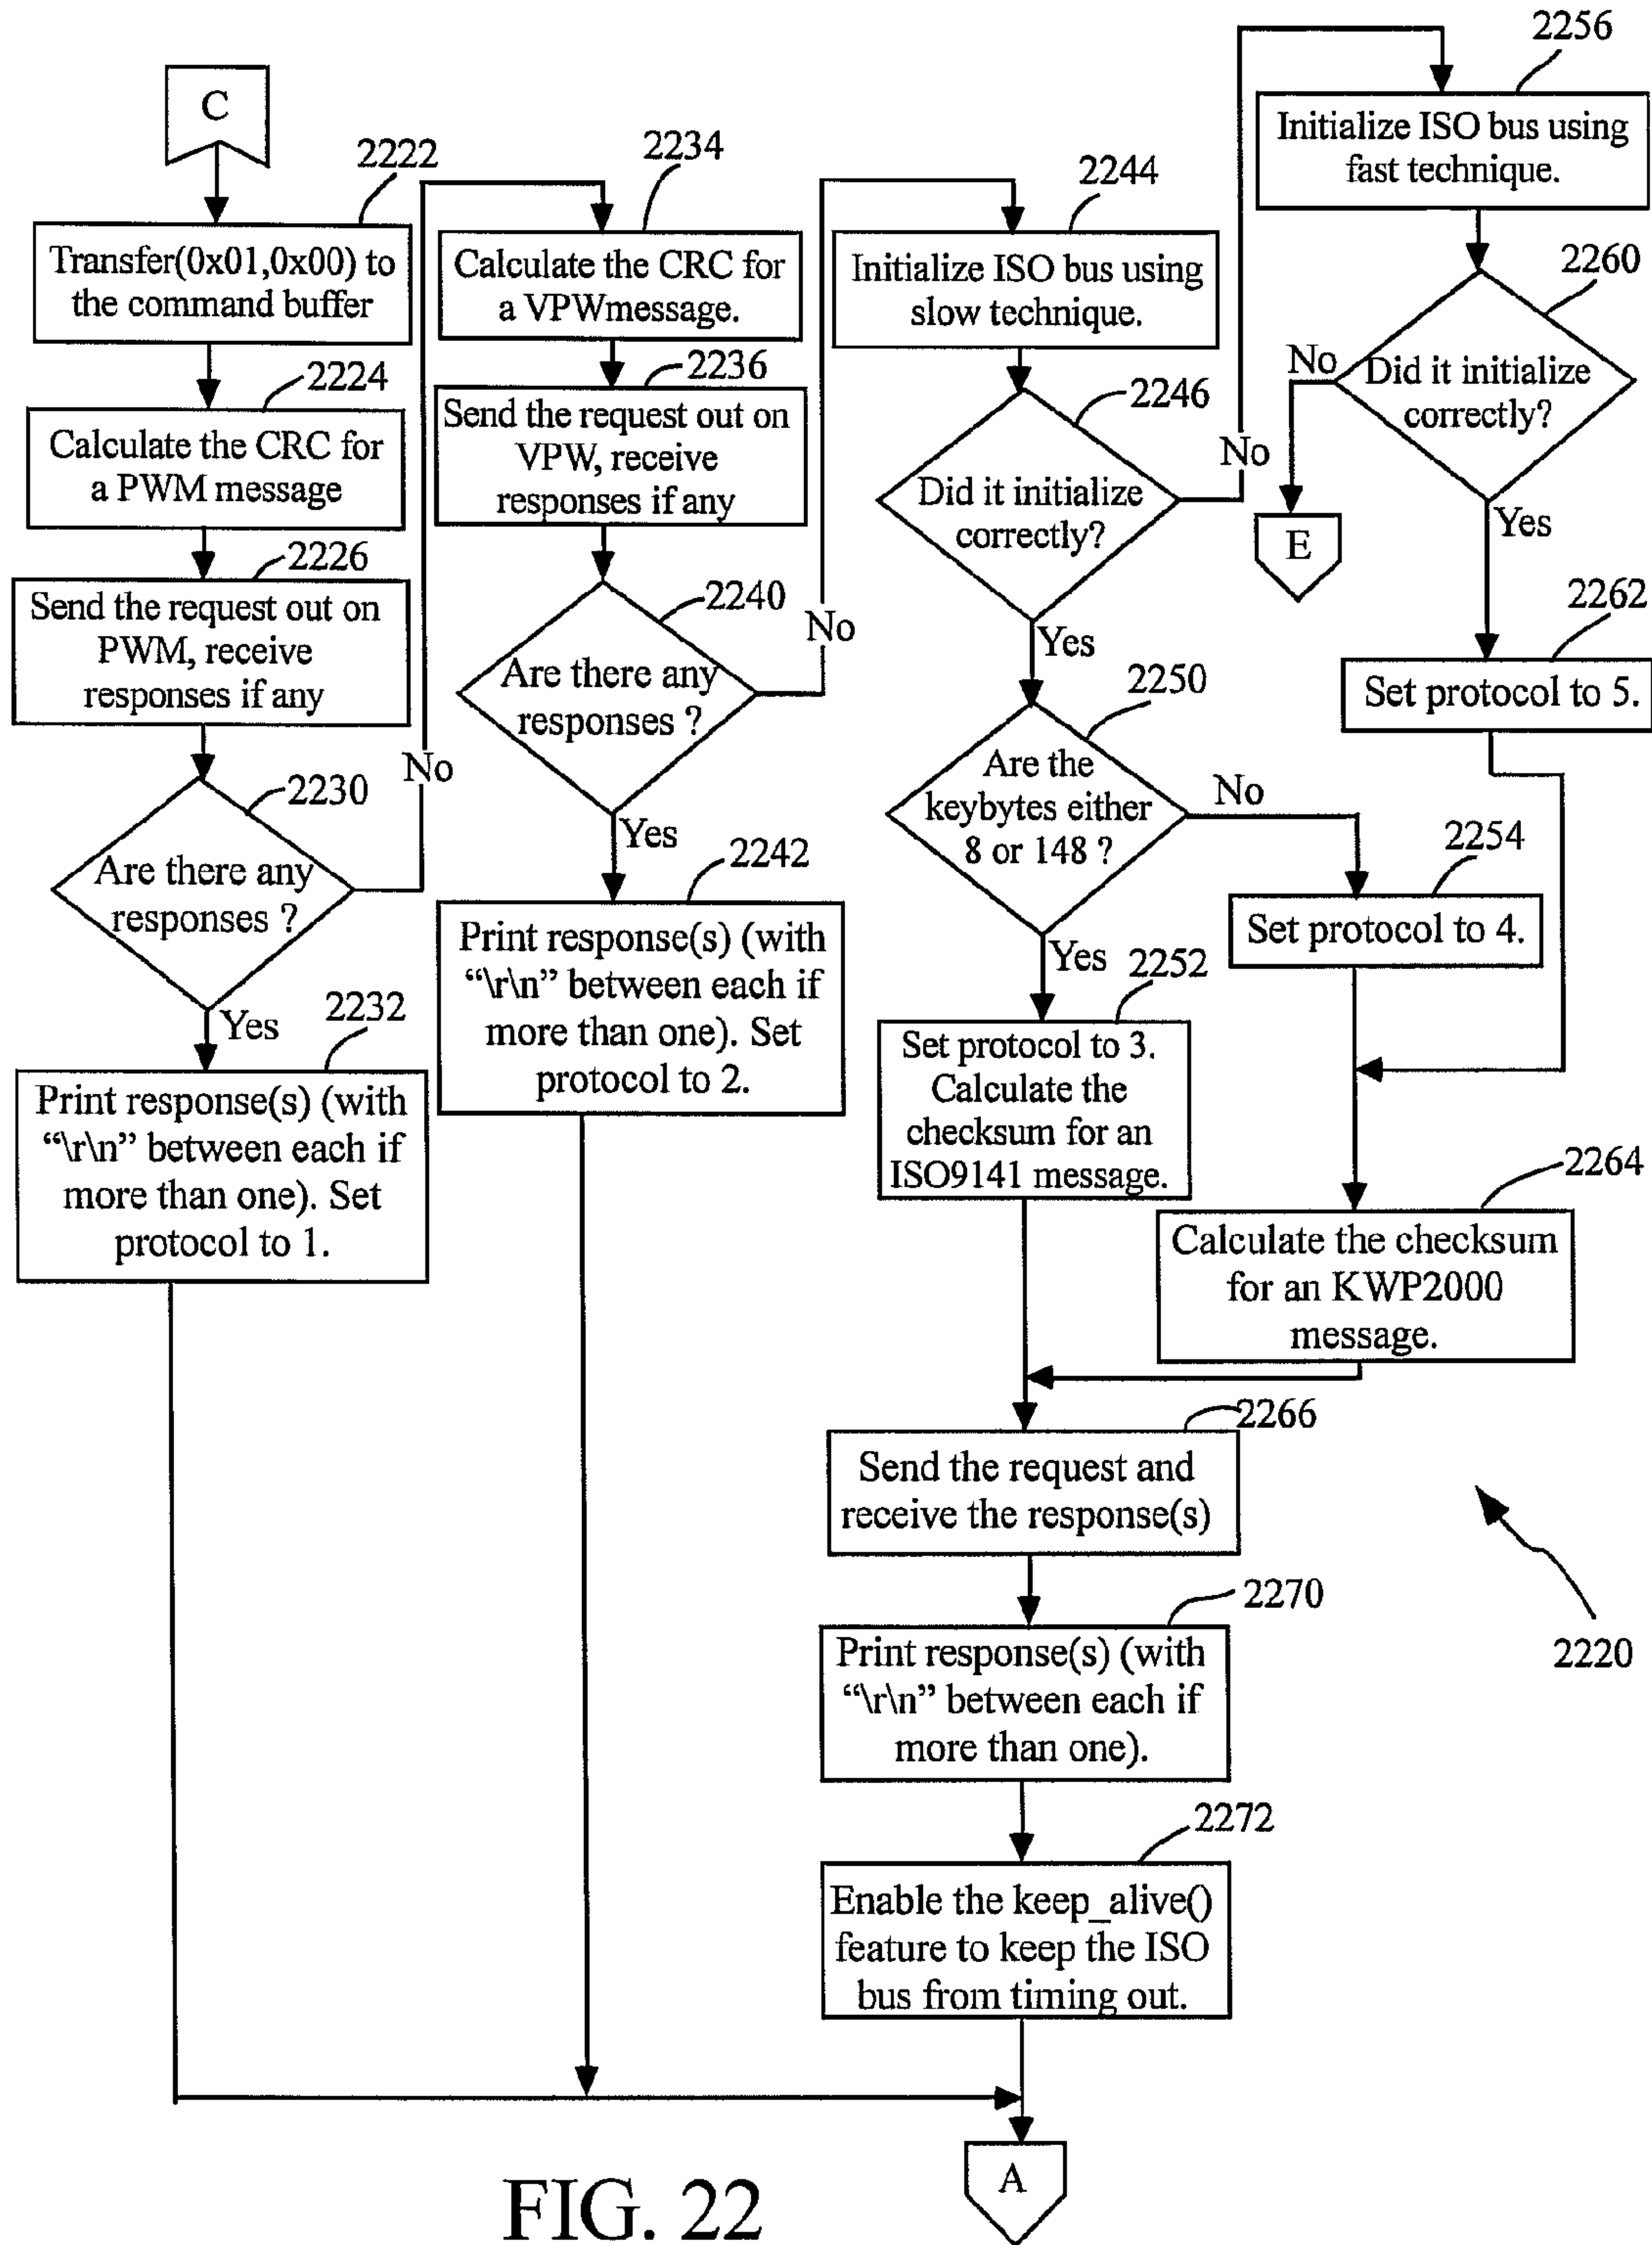 C
2222
Transfer(0x01,0x00) to
the command buffer
2224
Calculate the CRC for
a PWM message
2226
Send the request out on
PWM, receive
responses if any
2230
Are there any
responses ?
No
Yes
2232
Print response(s) (with
“\r\n” between each if
more than one). Set
protocol to 1.
2234
Calculate the CRC for
a VPWmessage.
2236
Send the request out on
VPW, receive
responses if any
2240
Are there any
responses ?
No
Yes
2242
Print response(s) (with
“\r\n” between each if
more than one). Set
protocol to 2.
2244
Initialize ISO bus using
slow technique.
2246
Did it initialize
correctly?
No
Yes
2250
Are the
keybytes either
8 or 148 ?
No
Yes
2252
Set protocol to 3.
Calculate the
checksum for an
ISO9141 message.
2254
Set protocol to 4.
2256
Initialize ISO bus using
fast technique.
2260
Did it initialize
correctly?
No
E
Yes
2262
Set protocol to 5.
2264
Calculate the checksum
for an KWP2000
message.
2266
Send the request and
receive the response(s)
2270
Print response(s) (with
“\r\n” between each if
more than one).
2272
Enable the keep_alive()
feature to keep the ISO
bus from timing out.
A
2220
FIG. 22